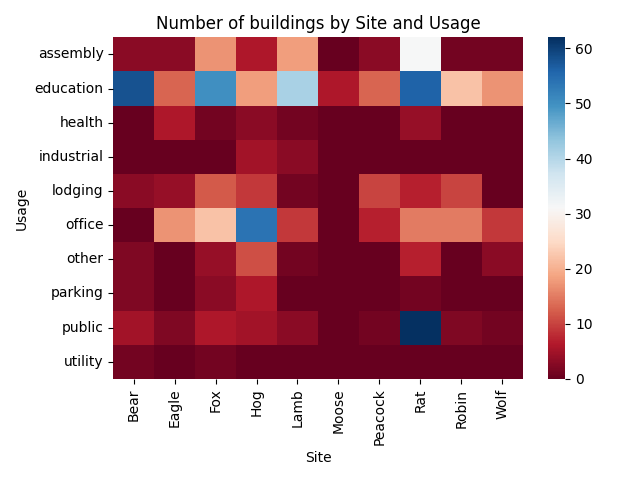 Number of buildings by Site and Usage
Usage
assembly
education
health
industrial
lodging
office
other
parking
public
utility
Bear
Eagle
Fox
Hog
Lamb
Moose
Peacock
Rat
Robin
Wolf
Site
60
50
40
30
20
10
0